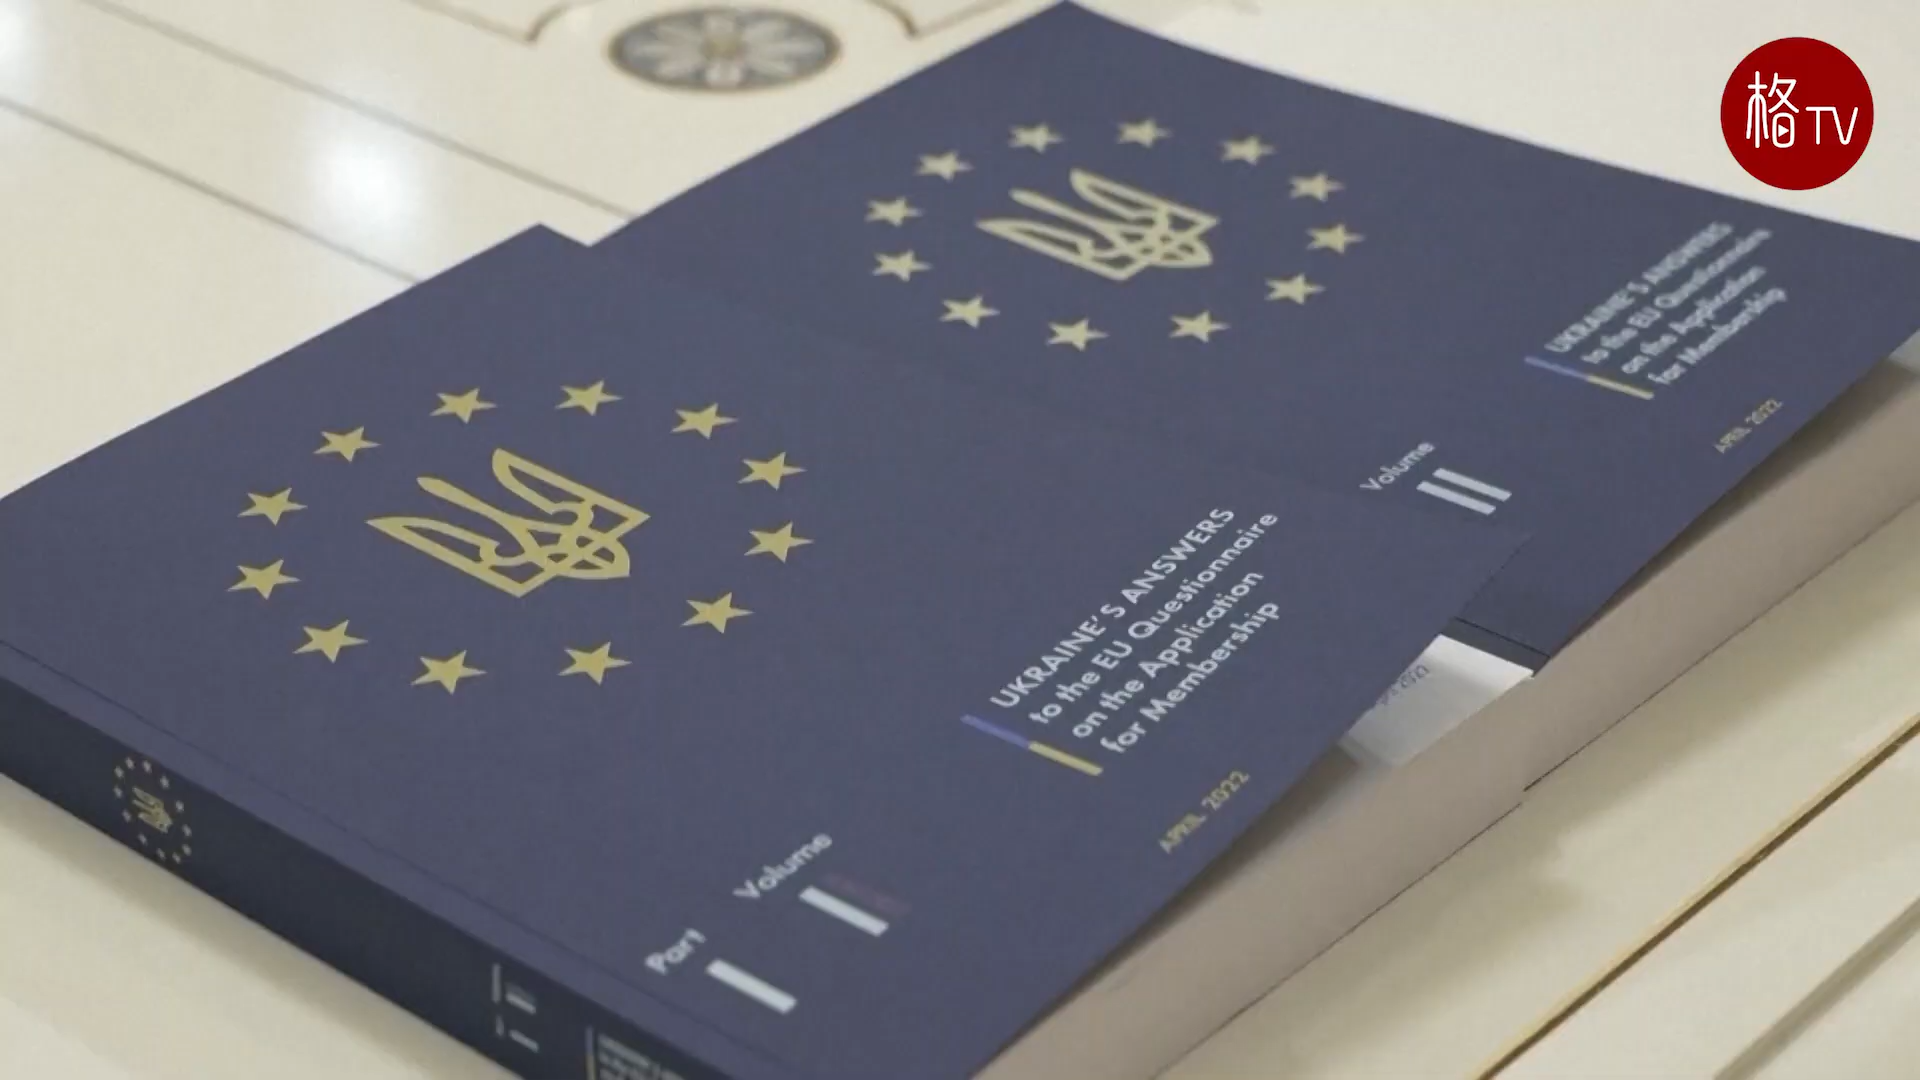 格TV
UKRAINE'S ANSWERS
to the EU Questionnaire
on the Application
for Membership
APRIL 2022
Volume
II
UKRAINE'S ANSWERS
to the EU Questionnaire
on the Application
for Membership
APRIL 2022
Volume
I
Part
I